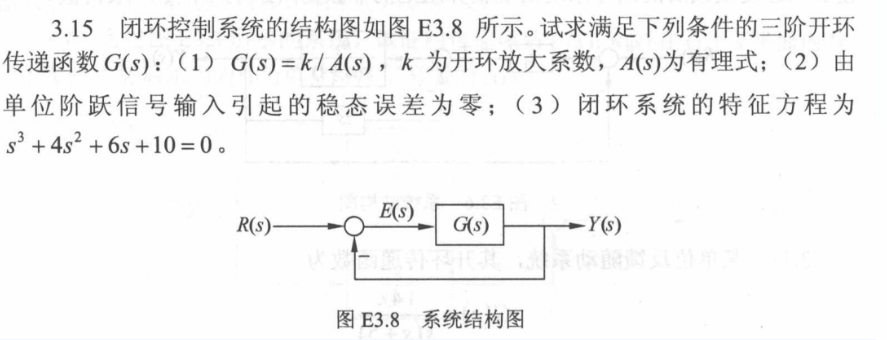 3.15 闭环控制系统的结构图如图 E3.8 所示。试求满足下列条件的三阶开环
传递函数 G(s)：（1） G(s)=k/A(s)，k 为开环放大系数，A(s)为有理式；（2）由
单位阶跃信号输入引起的稳态误差为零；（3）闭环系统的特征方程为
s³+4s²+6s+10=0。
R(s) E(s) G(s) Y(s)
−
图 E3.8 系统结构图